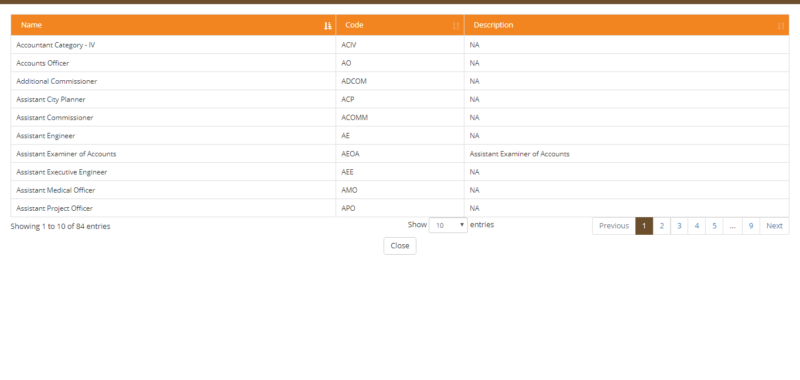 Name Code Description
Accountant Category - IV ACIV NA
Accounts Officer AO NA
Additional Commissioner ADCOM NA
Assistant City Planner ACP NA
Assistant Commissioner ACOMM NA
Assistant Engineer AE NA
Assistant Examiner of Accounts AEOA Assistant Examiner of Accounts
Assistant Executive Engineer AEE NA
Assistant Medical Officer AMO NA
Assistant Project Officer APO NA
Showing 1 to 10 of 84 entries Show 10 entries Previous 1 2 3 4 5 ... 9 Next
Close